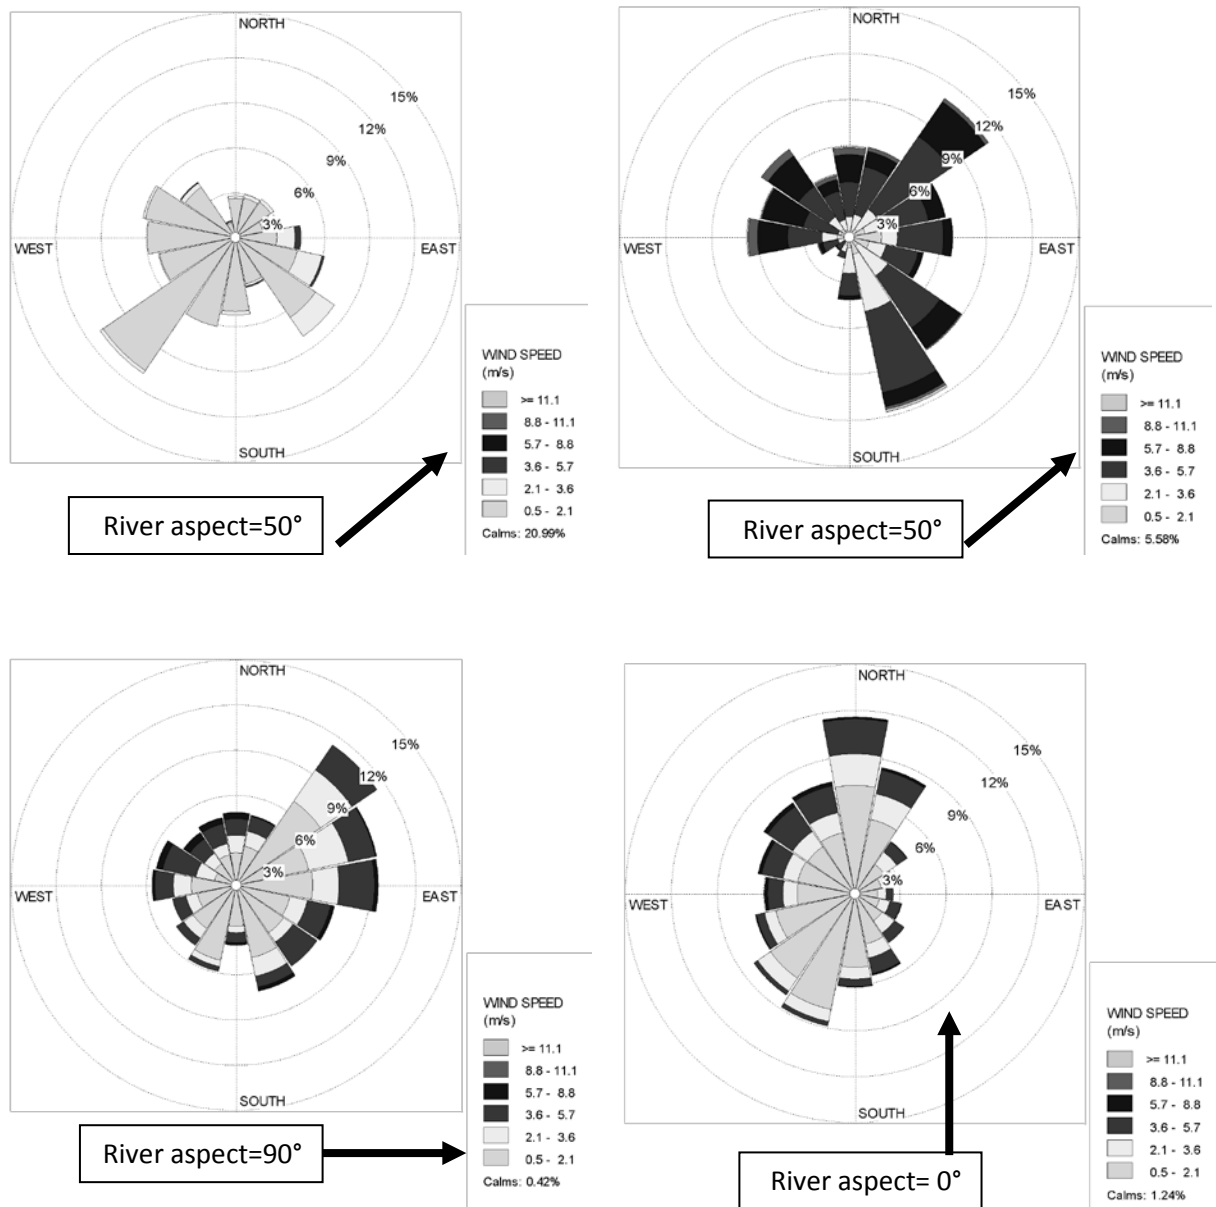 NORTH
15%
12%
9%
6%
3%
WEST
EAST
SOUTH
WIND SPEED
(m/s)
>= 11.1
8.8 - 11.1
5.7 - 8.8
3.6 - 5.7
2.1 - 3.6
0.5 - 2.1
Calms: 20.99%
River aspect=50°
NORTH
15%
12%
9%
6%
3%
WEST
EAST
SOUTH
WIND SPEED
(m/s)
>= 11.1
8.8 - 11.1
5.7 - 8.8
3.6 - 5.7
2.1 - 3.6
0.5 - 2.1
Calms: 5.58%
River aspect=50°
NORTH
15%
12%
9%
6%
3%
WEST
EAST
SOUTH
WIND SPEED
(m/s)
>= 11.1
8.8 - 11.1
5.7 - 8.8
3.6 - 5.7
2.1 - 3.6
0.5 - 2.1
Calms: 0.42%
River aspect=90°
NORTH
15%
12%
9%
6%
3%
WEST
EAST
SOUTH
WIND SPEED
(m/s)
>= 11.1
8.8 - 11.1
5.7 - 8.8
3.6 - 5.7
2.1 - 3.6
0.5 - 2.1
Calms: 1.24%
River aspect= 0°